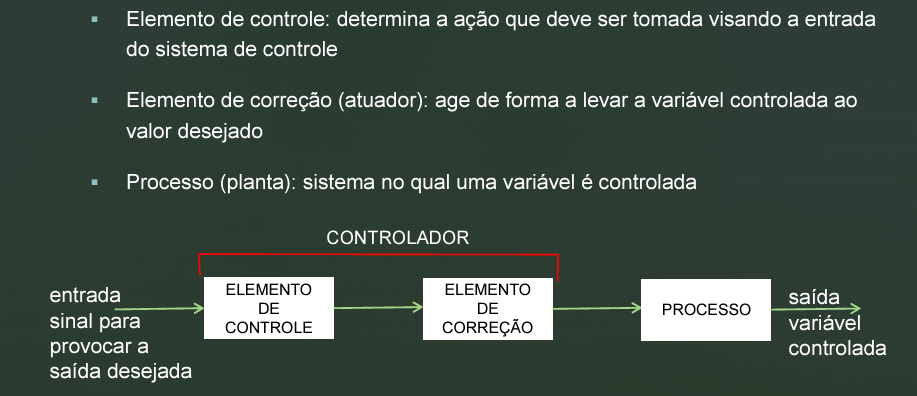 ▪ Elemento de controle: determina a ação que deve ser tomada visando a entrada
do sistema de controle
▪ Elemento de correção (atuador): age de forma a levar a variável controlada ao
valor desejado
▪ Processo (planta): sistema no qual uma variável é controlada
CONTROLADOR
entrada
sinal para
provocar a
saída desejada
ELEMENTO
DE
CONTROLE
ELEMENTO
DE
CORREÇÃO
PROCESSO
saída
variável
controlada